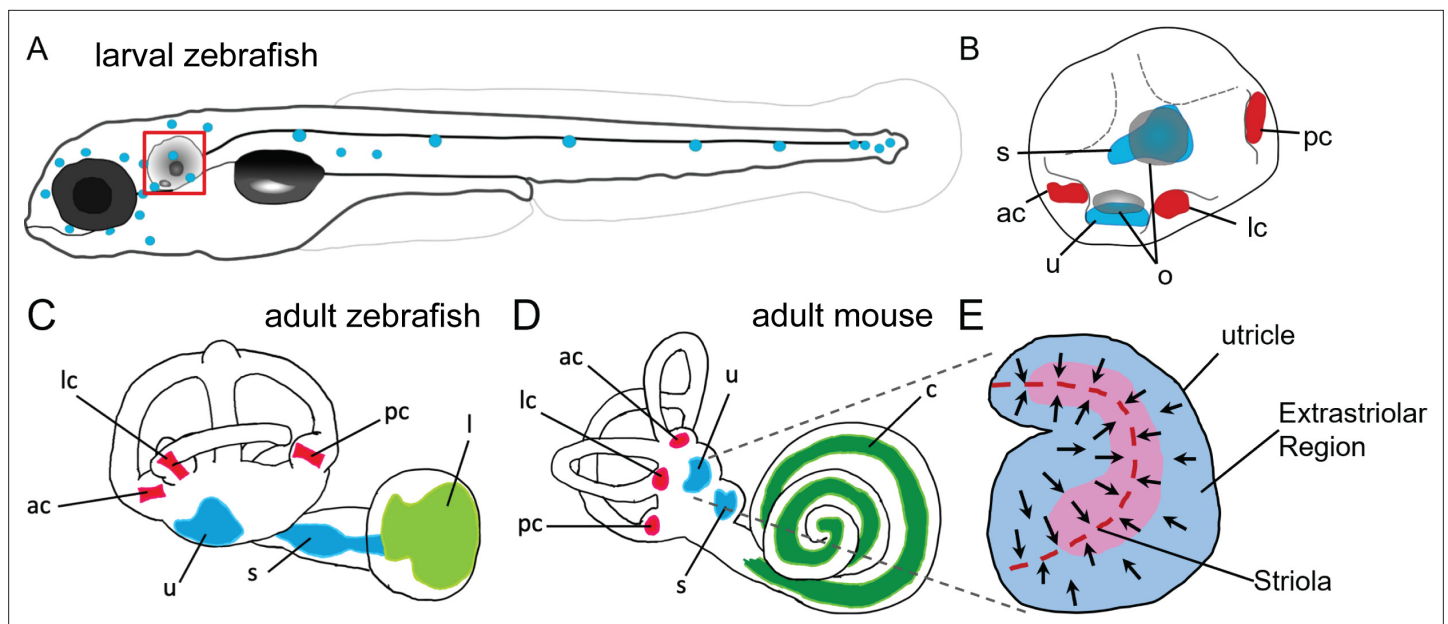 A
larval zebrafish
B
s
pc
ac
lc
u
o
C
adult zebrafish
lc
pc
l
ac
u
s
D
adult mouse
ac
u
lc
c
pc
s
E
utricle
Extrastriolar
Region
Striola